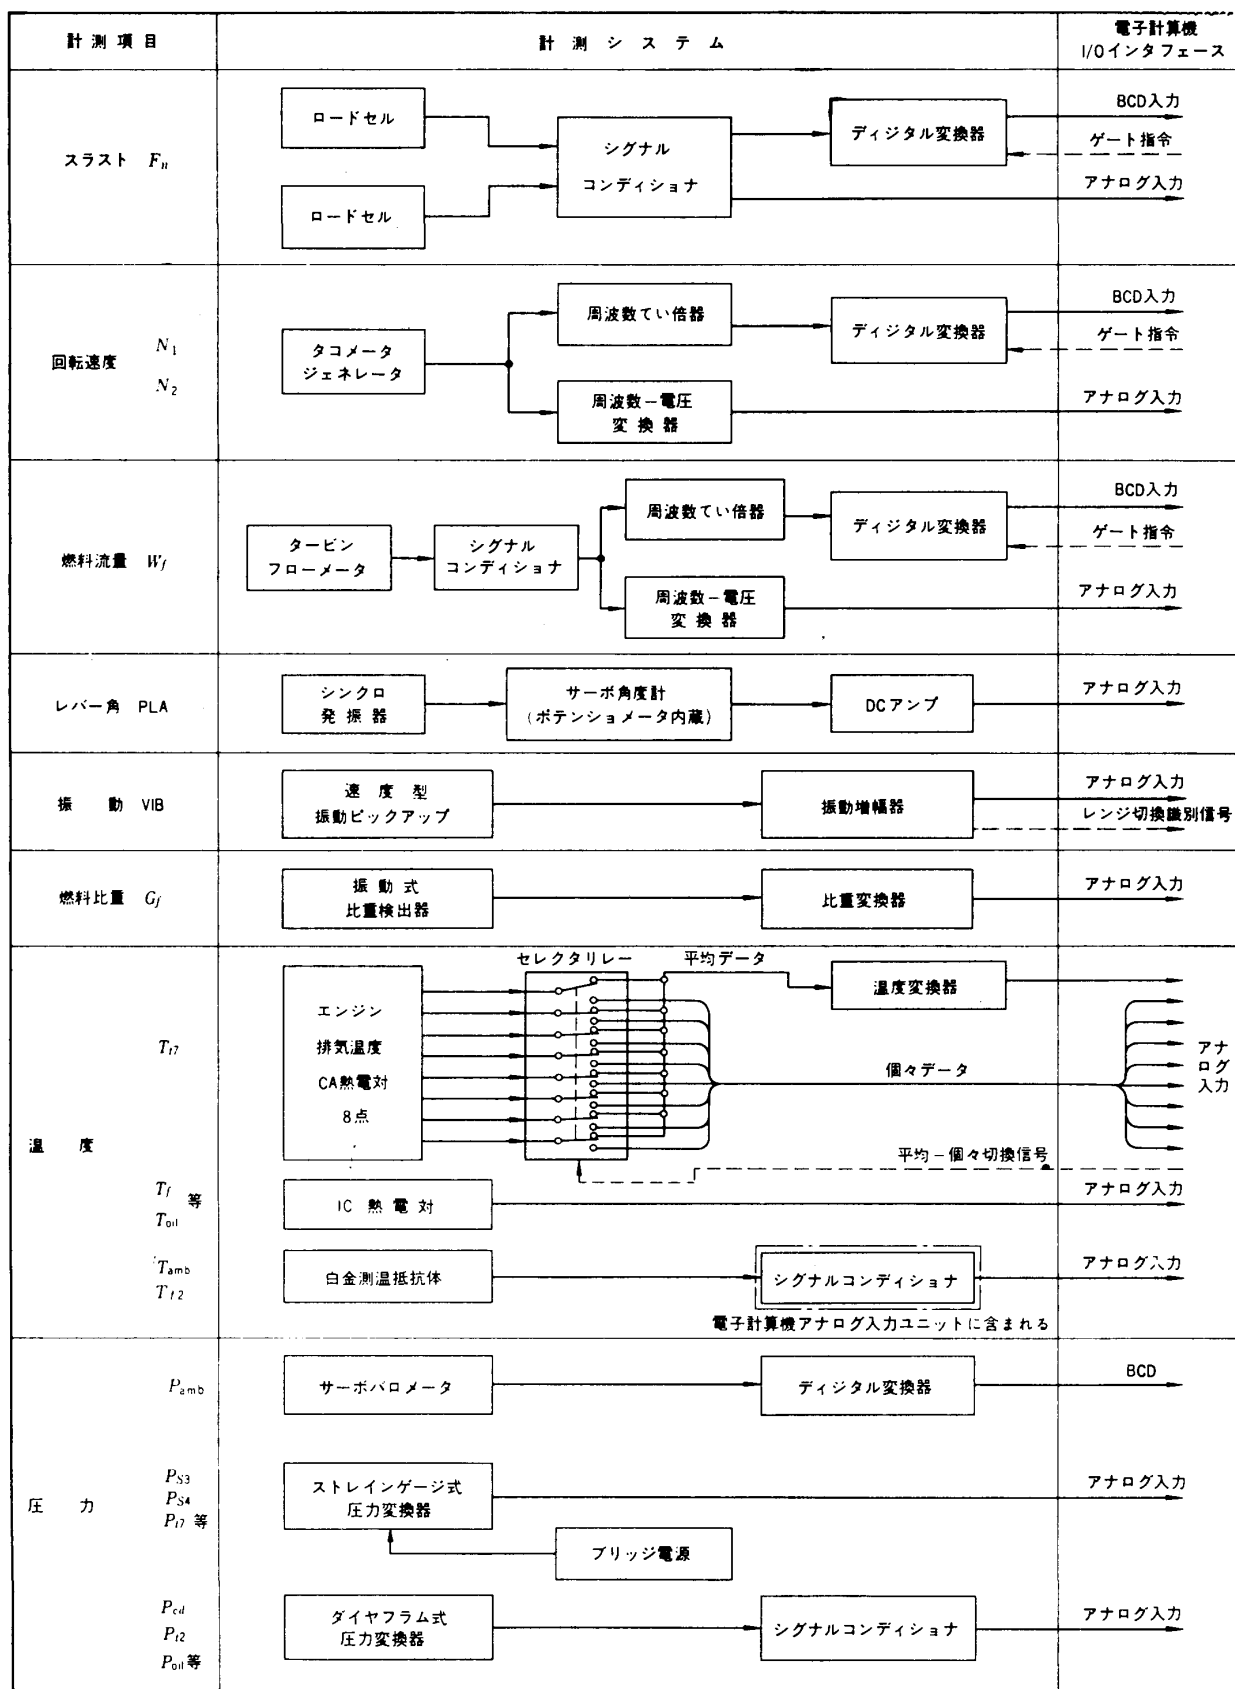 計測項目
計測システム
電子計算機
I/Oインタフェース
スラスト Fn
ロードセル
ロードセル
シグナル
コンディショナ
ディジタル変換器
BCD入力
ゲート指令
アナログ入力
回転速度
N1
N2
タコメータ
ジェネレータ
周波数てい倍器
周波数－電圧
変換器
ディジタル変換器
BCD入力
ゲート指令
アナログ入力
燃料流量 Wf
タービン
フローメータ
シグナル
コンディショナ
周波数てい倍器
周波数－電圧
変換器
ディジタル変換器
BCD入力
ゲート指令
アナログ入力
レバー角 PLA
シンクロ
発振器
サーボ角度計
(ポテンショメータ内蔵)
DCアンプ
アナログ入力
振動 VIB
速度型
振動ピックアップ
振動増幅器
アナログ入力
レンジ切換識別信号
燃料比量 Gf
振動式
比重検出器
比重変換器
アナログ入力
温度
Tt7
エンジン
排気温度
CA熱電対
8点
セレクタリレー
平均データ
温度変換器
個々データ
アナ
ログ
入力
平均－個々切換信号
Tf
Toil
等
IC熱電対
アナログ入力
Tamb
Tt2
白金測温抵抗体
シグナルコンディショナ
アナログ入力
電子計算機アナログ入力ユニットに含まれる
圧力
Pamb
サーボバロメータ
ディジタル変換器
BCD
PS3
PS4
Pt7等
ストレインゲージ式
圧力変換器
アナログ入力
ブリッジ電源
Pcd
Pt2
Poil等
ダイヤフラム式
圧力変換器
シグナルコンディショナ
アナログ入力